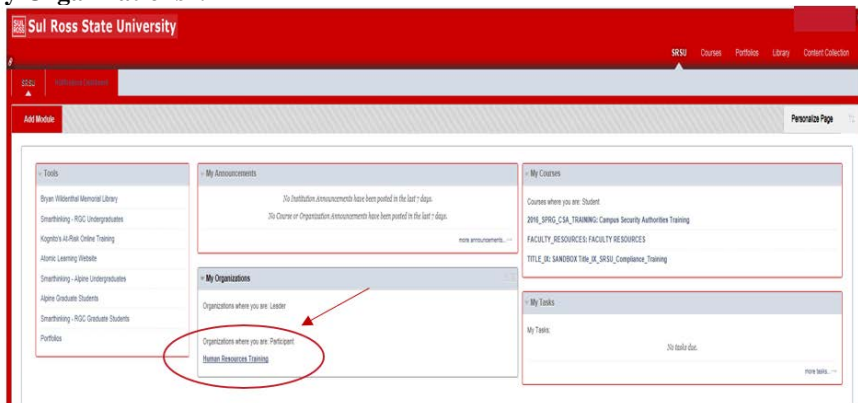 Sul Ross State University
SRSU Courses Portfolios Library Content Collection
SRSU
Add Module
Personalize Page
Tools
Bryan Wildenthal Memorial Library
Smarthinking - RGC Undergraduates
Kognito's At-Risk Online Training
Atomic Learning Website
Smarthinking - Alpine Undergraduates
Alpine Graduate Students
Smarthinking - RGC Graduate Students
Portfolios
My Announcements
No Institution Announcements have been posted in the last 7 days.
No Course or Organization Announcements have been posted in the last 7 days.
more announcements...
My Organizations
Organizations where you are: Leader
Organizations where you are: Participant
Human Resources Training
My Courses
Courses where you are: Student
2016_SPRG_CSA_TRAINING: Campus Security Authorities Training
FACULTY_RESOURCES: FACULTY RESOURCES
TITLE_IX: SANDBOX Title_IX_SRSU_Compliance_Training
My Tasks
My Tasks:
No tasks due.
more tasks...